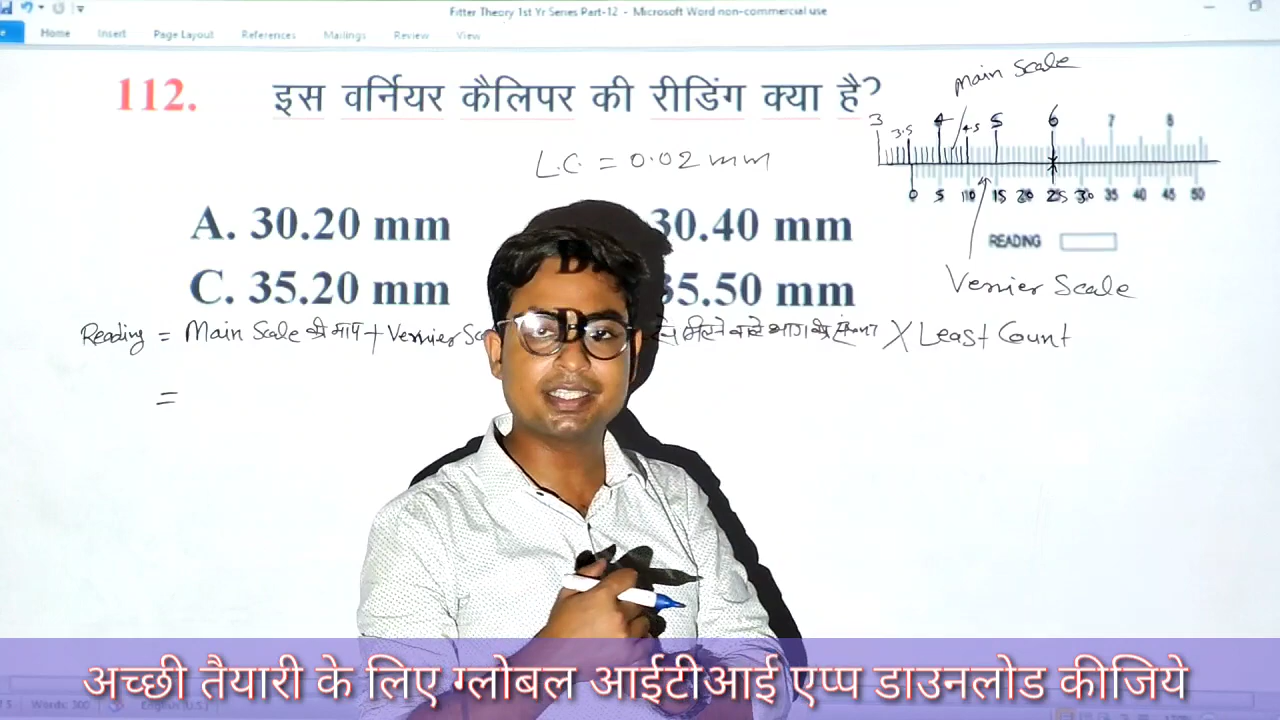 Fitter Theory 1st Yr Series Part-12 - Microsoft Word non-commercial use
Home Insert Page Layout References Mailings Review View
112. इस वर्नियर कैलिपर की रीडिंग क्या है?
main Scale
3 3.5 4 4.5 5 6 7 8
L.C. = 0.02 mm
0 5 10 15 20 25 30 35 40 45 50
A. 30.20 mm 30.40 mm
READING
C. 35.20 mm 35.50 mm
Vernier Scale
Reading = Main Scale की माप + Vernier वाले भाग की संख्या X Least Count
=
अच्छी तैयारी के लिए ग्लोबल आईटीआई एप्प डाउनलोड कीजिये
Words: 300 English (U.S.)